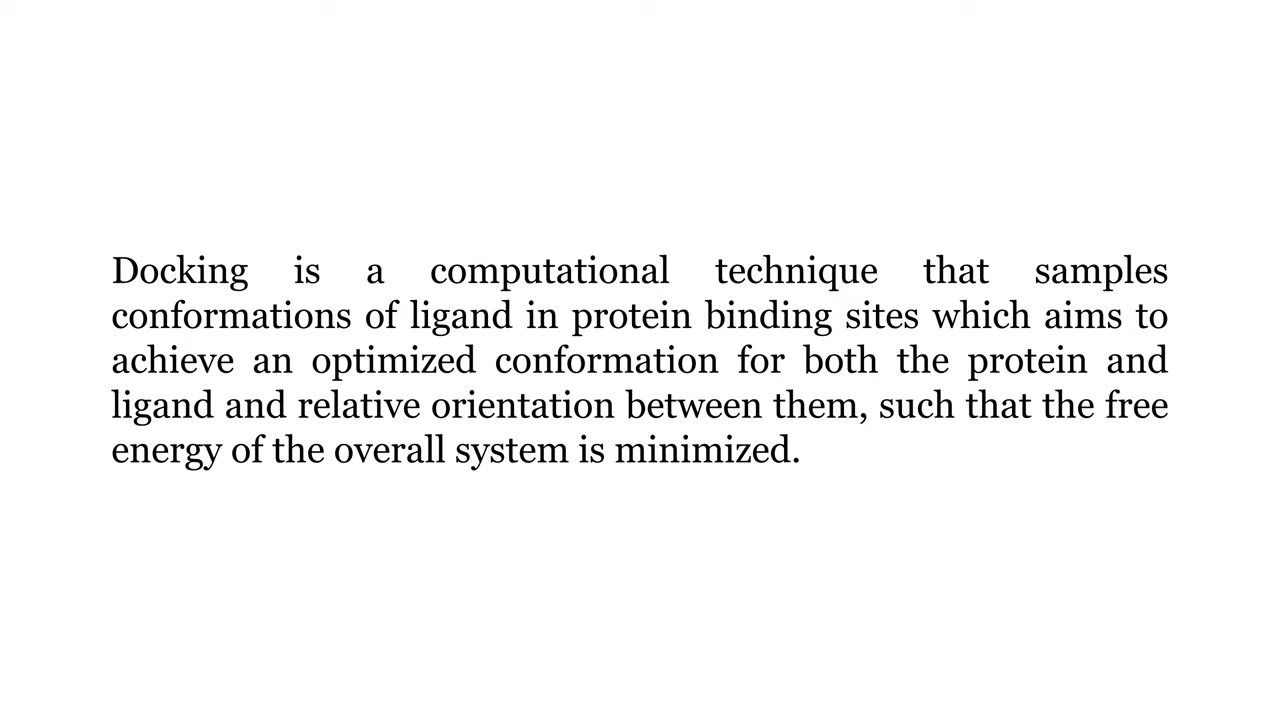 Docking is a computational technique that samples
conformations of ligand in protein binding sites which aims to
achieve an optimized conformation for both the protein and
ligand and relative orientation between them, such that the free
energy of the overall system is minimized.